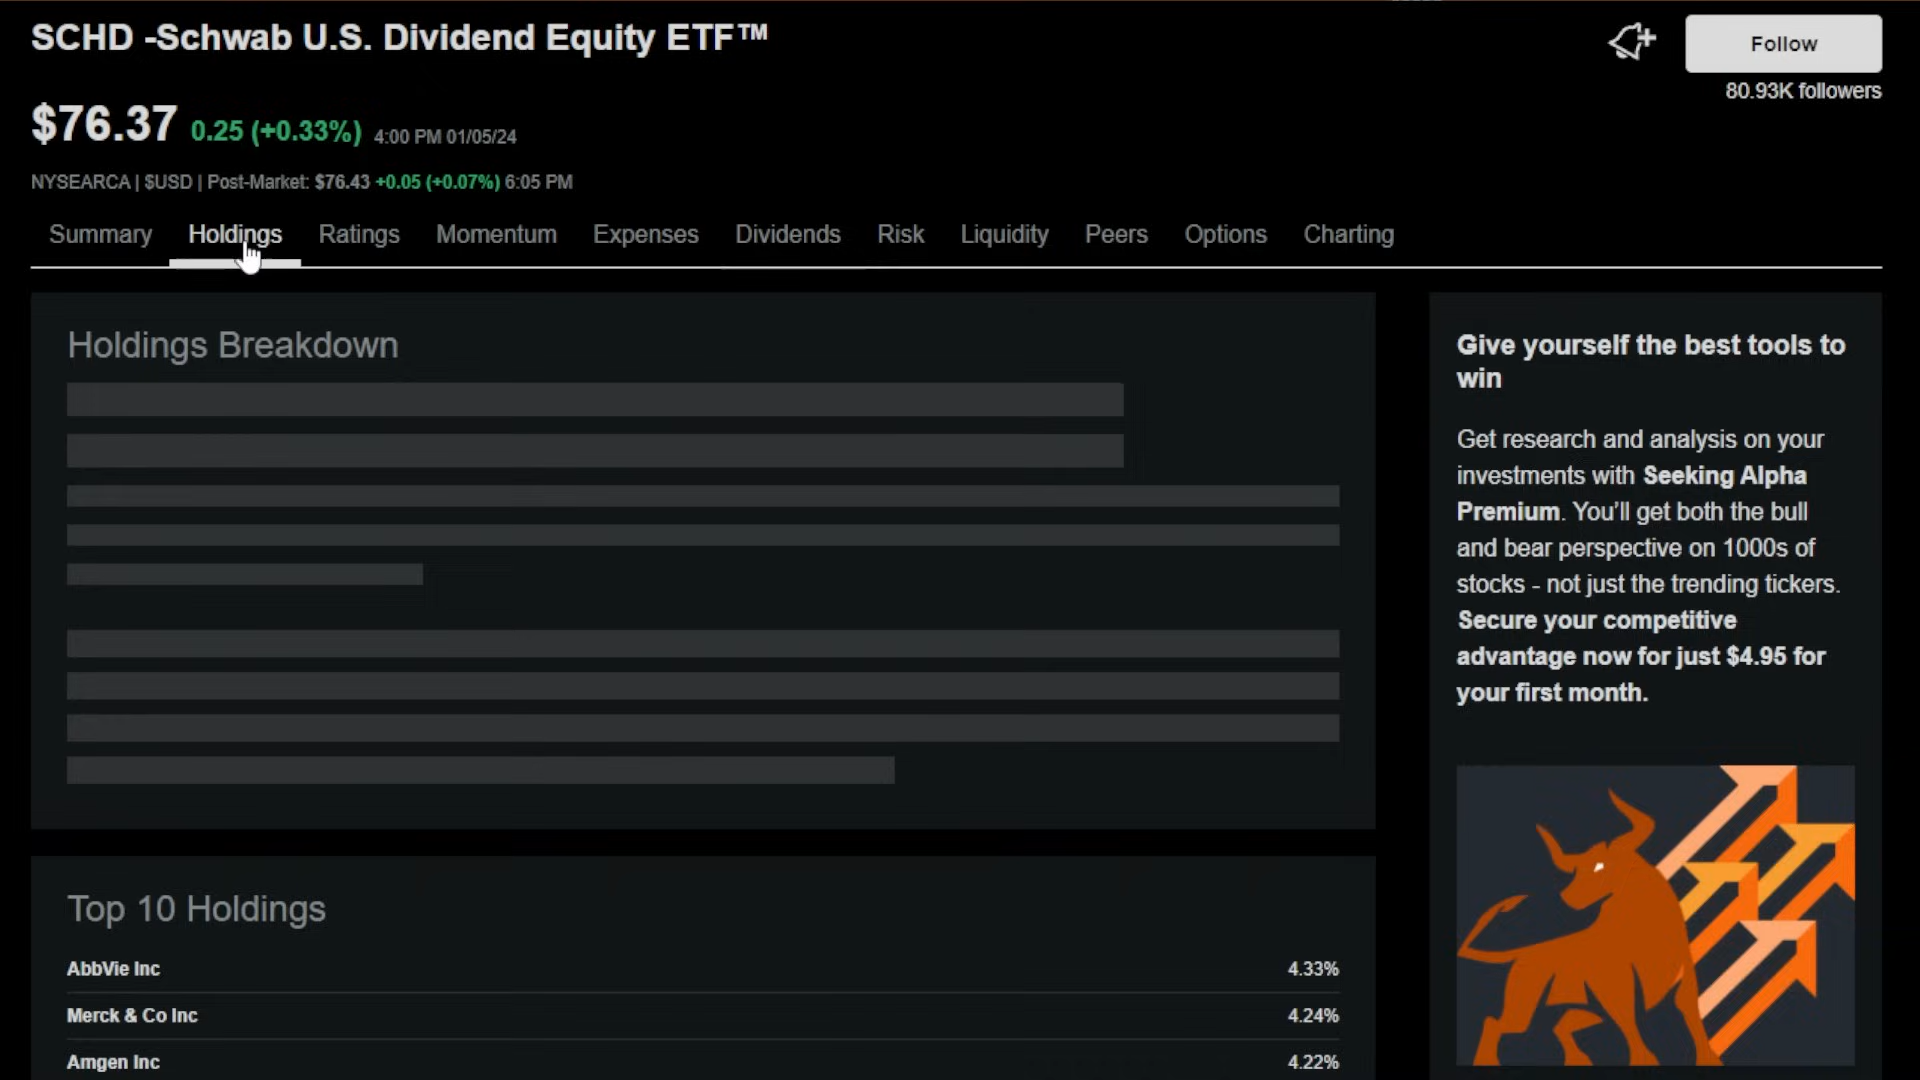 SCHD -Schwab U.S. Dividend Equity ETF™
Follow
80.93K followers
$76.37 0.25 (+0.33%) 4:00 PM 01/05/24
NYSEARCA | $USD | Post-Market: $76.43 +0.05 (+0.07%) 6:05 PM
Summary Holdings Ratings Momentum Expenses Dividends Risk Liquidity Peers Options Charting
Holdings Breakdown
Top 10 Holdings
AbbVie Inc 4.33%
Merck & Co Inc 4.24%
Amgen Inc 4.22%
Give yourself the best tools to
win
Get research and analysis on your
investments with Seeking Alpha
Premium. You'll get both the bull
and bear perspective on 1000s of
stocks - not just the trending tickers.
Secure your competitive
advantage now for just $4.95 for
your first month.